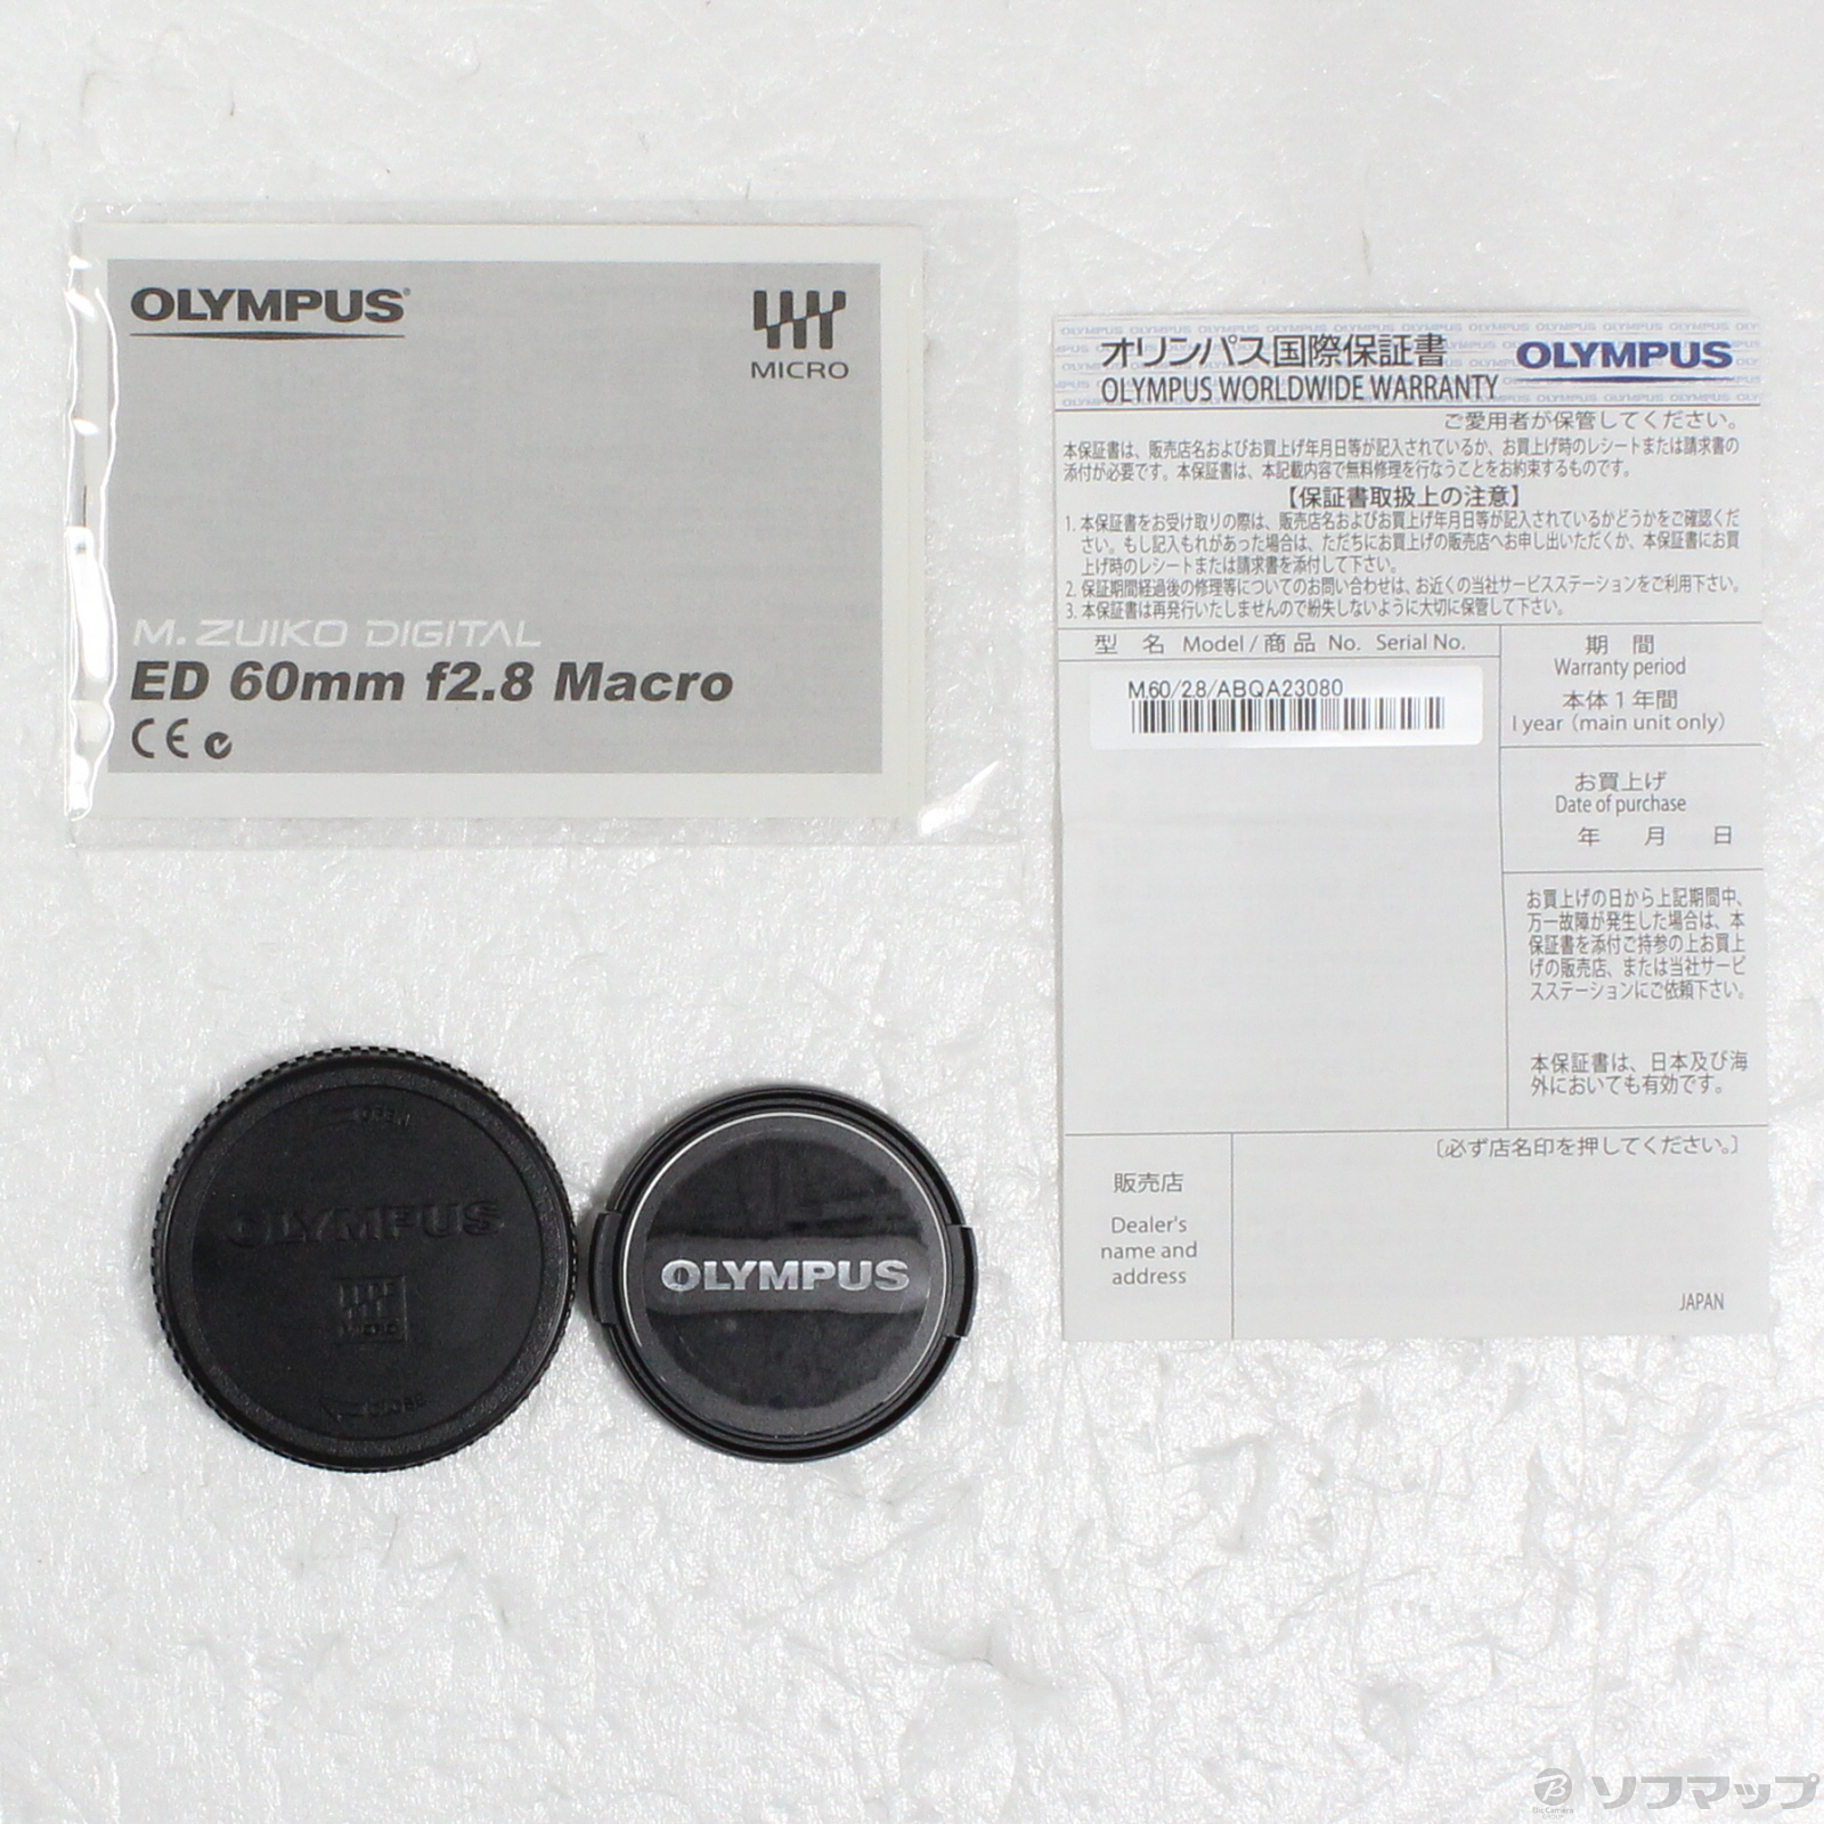 OLYMPUS®
MICRO
M.ZUIKO DIGITAL
ED 60mm f2.8 Macro
CE
オリンパス国際保証書
OLYMPUS WORLDWIDE WARRANTY
OLYMPUS
ご愛用者が保管してください。
本保証書は、販売店名およびお買上げ年月日等が記入されているか、お買上げ時のレシートまたは請求書の
添付が必要です。本保証書は、本記載内容で無料修理を行なうことをお約束するものです。
【保証書取扱上の注意】
1. 本保証書をお受け取りの際は、販売店名およびお買上げ年月日等が記入されているかどうかをご確認くだ
さい。もし記入もれがあった場合は、ただちにお買上げの販売店へお申し出いただくか、本保証書にお買
上げ時のレシートまたは請求書を添付して下さい。
2. 保証期間経過後の修理等についてのお問い合わせは、お近くの当社サービスステーションをご利用下さい。
3. 本保証書は再発行いたしませんので紛失しないように大切に保管して下さい。
型 名 Model / 商 品 No. Serial No.
M.60/2.8/ABQA23080
期 間
Warranty period
本体1年間
1 year (main unit only)
お買上げ
Date of purchase
年 月 日
お買上げの日から上記期間中、
万一故障が発生した場合は、本
保証書を添付ご持参の上お買上
げの販売店、または当社サービ
スステーションにご依頼下さい。
本保証書は、日本及び海
外においても有効です。
〔必ず店名印を押してください。〕
販売店
Dealer's
name and
address
JAPAN
OPEN
OLYMPUS
MICRO
CLOSE
OLYMPUS
BicCamera
GROUP
ソフマップ